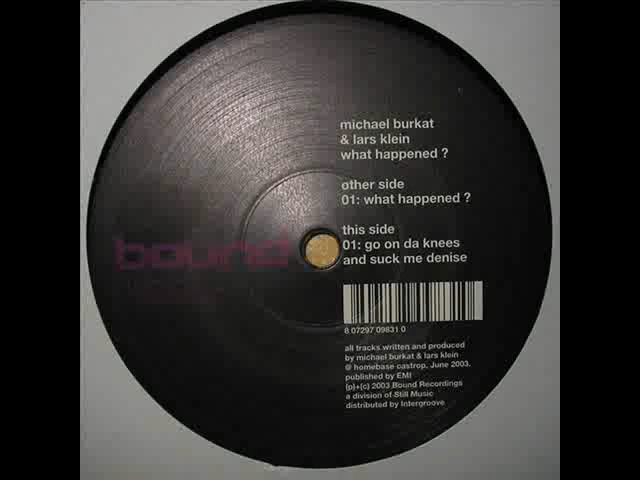 michael burkat
& lars klein
what happened ?
other side
01: what happened ?
this side
01: go on da knees
and suck me denise
bound
8 07297 09831 0
all tracks written and produced
by michael burkat & lars klein
@ homebase castrop, June 2003.
published by EMI
(p)+(c) 2003 Bound Recordings
a division of Still Music
distributed by Intergroove